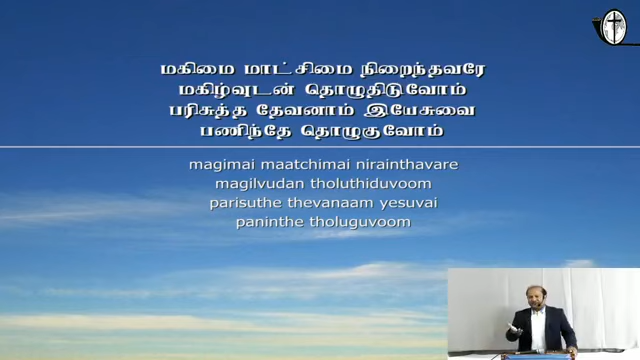 மகிமை மாட்சிமை நிறைந்தவரே
மகிழ்வுடன் தொழுதிடுவோம்
பரிசுத்த தேவனாம் இயேசுவை
பணிந்தே தொழுகுவோம்
magimai maatchimai nirainthavare
magilvudan tholuthiduvoom
parisuthe thevanaam yesuvai
paninthe tholuguvoom